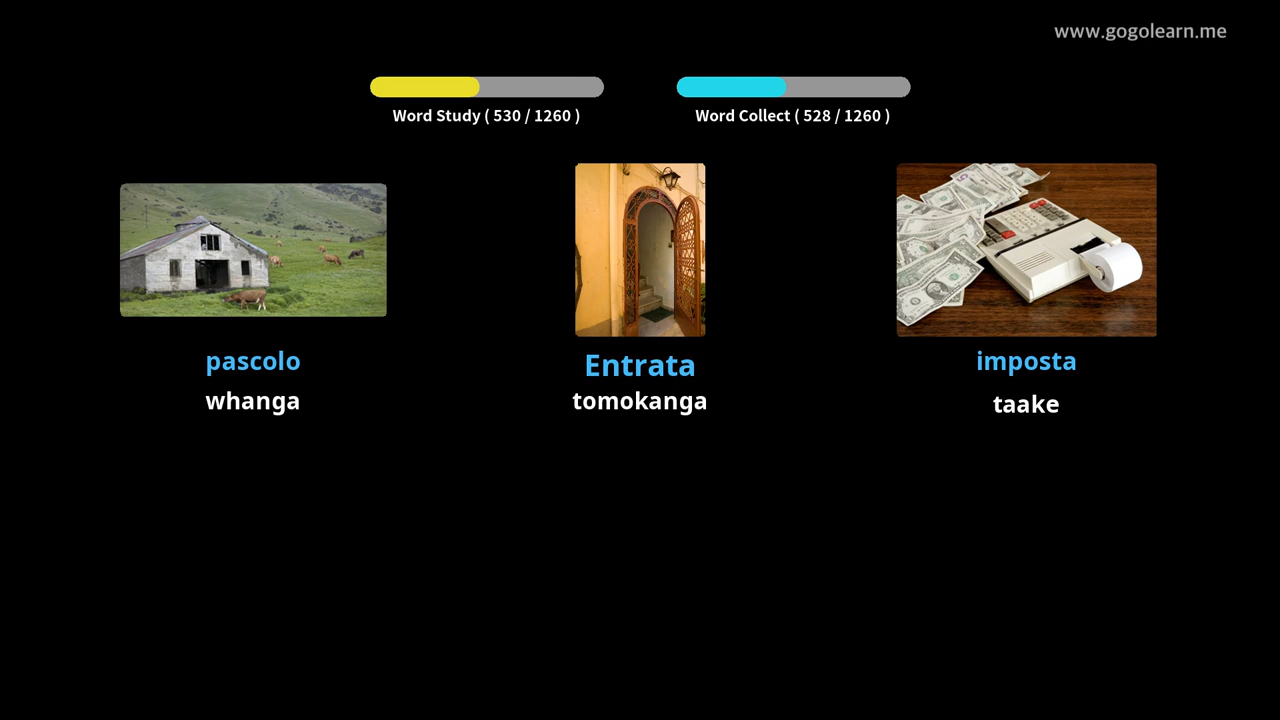 www.gogolearn.me
Word Study ( 530 / 1260 )
Word Collect ( 528 / 1260 )
pascolo
whanga
Entrata
tomokanga
imposta
taake